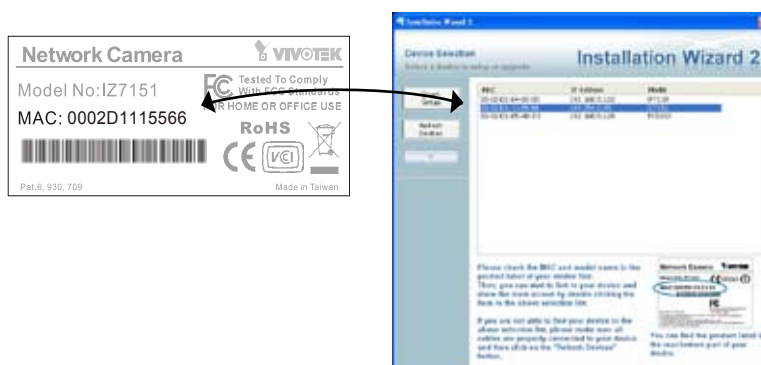 Network Camera VIVOTEK
Model No:IZ7151
Tested To Comply
With FCC Standards
FOR HOME OR OFFICE USE
MAC: 0002D1115566
RoHS
CE VCI
Pat.6, 930, 709 Made in Taiwan
Installation Wizard 2
Device Selection
MAC IP Address Model
Please check the MAC and model name in the
product label of your device first.
Then, you can start to link to your device and
show the main screen by double clicking the
item in the above selection list.
If you are not able to find your device in the
above selection list, please make sure all
cables are properly connected to your device
and then click on the "Refresh Devices"
button.
Network Camera
You can find the product label in
the rear/bottom part of your
device.